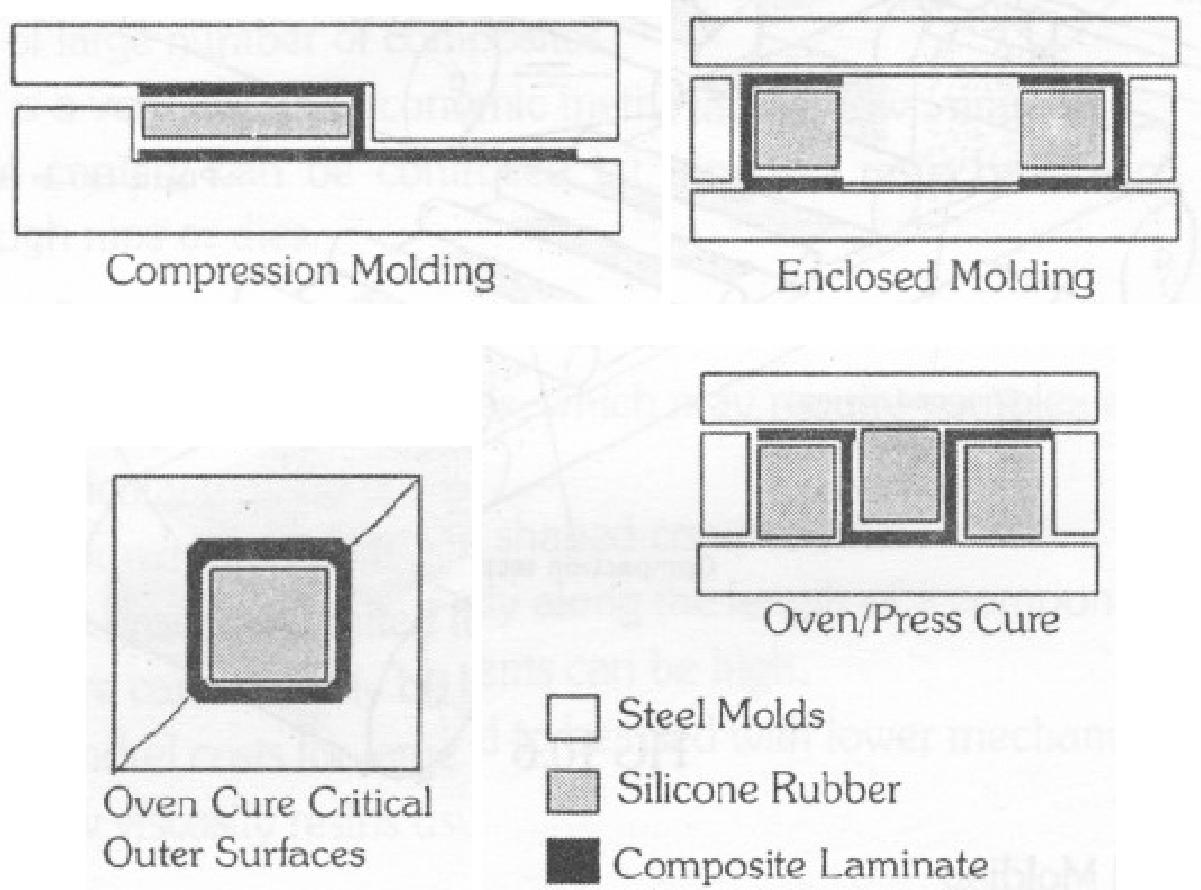 Compression Molding
Enclosed Molding
Oven Cure Critical
Outer Surfaces
Oven/Press Cure
Steel Molds
Silicone Rubber
Composite Laminate